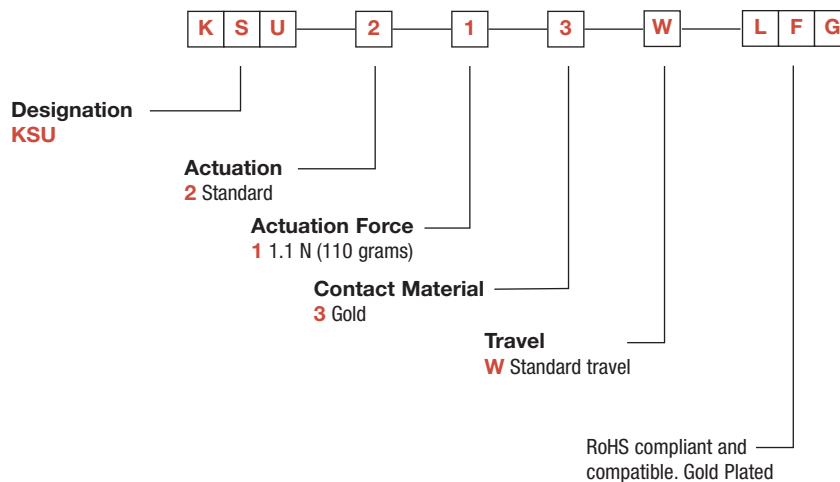 K S U 2 1 3 W L F G
Designation
KSU
Actuation
2 Standard
Actuation Force
1 1.1 N (110 grams)
Contact Material
3 Gold
Travel
W Standard travel
RoHS compliant and
compatible. Gold Plated